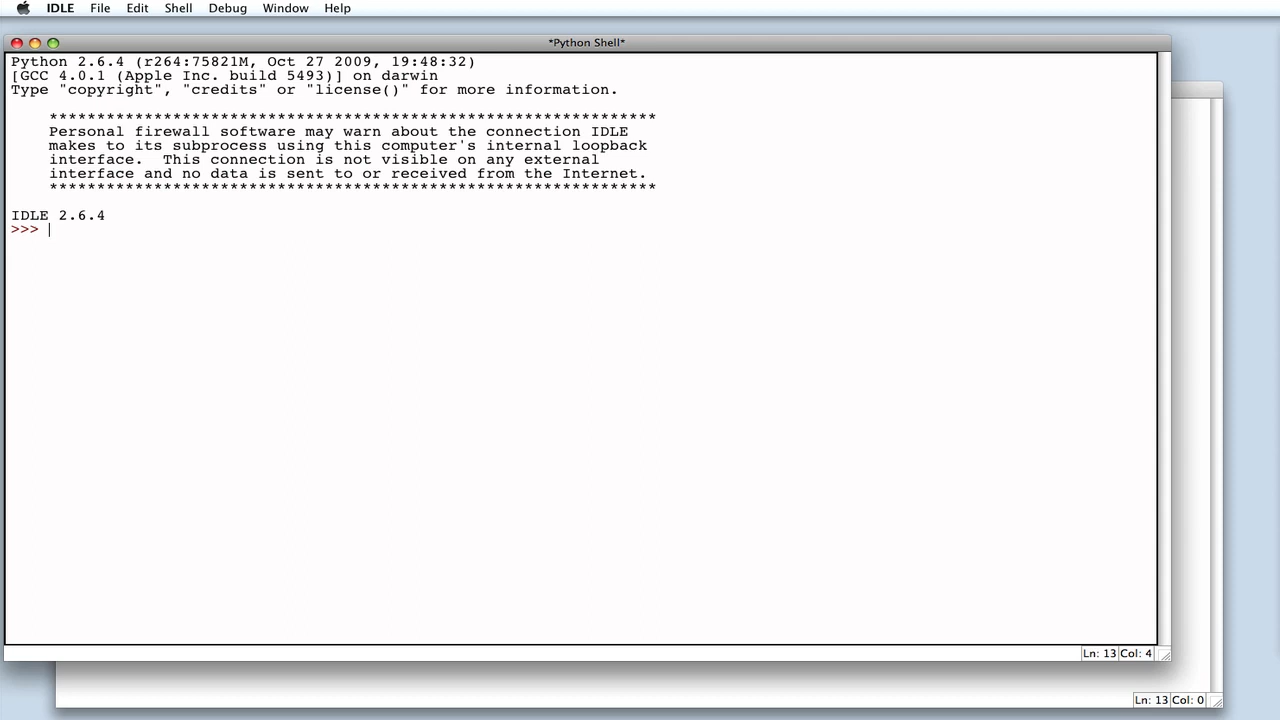 IDLE File Edit Shell Debug Window Help
*Python Shell*
Python 2.6.4 (r264:75821M, Oct 27 2009, 19:48:32)
[GCC 4.0.1 (Apple Inc. build 5493)] on darwin
Type "copyright", "credits" or "license()" for more information.
****************************************************************
Personal firewall software may warn about the connection IDLE
makes to its subprocess using this computer's internal loopback
interface.  This connection is not visible on any external
interface and no data is sent to or received from the Internet.
****************************************************************
IDLE 2.6.4
>>>
Ln: 13 Col: 4
Ln: 13 Col: 0